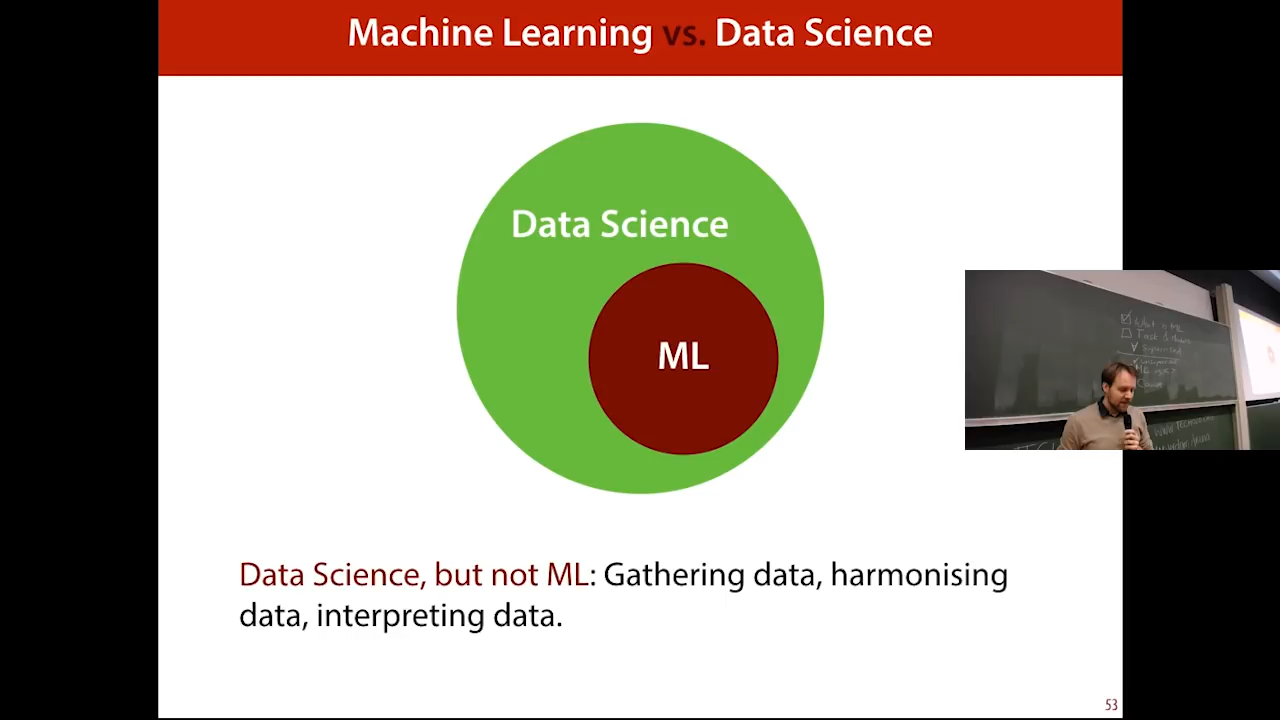 Machine Learning vs. Data Science
Data Science
ML
Data Science, but not ML: Gathering data, harmonising
data, interpreting data.
53